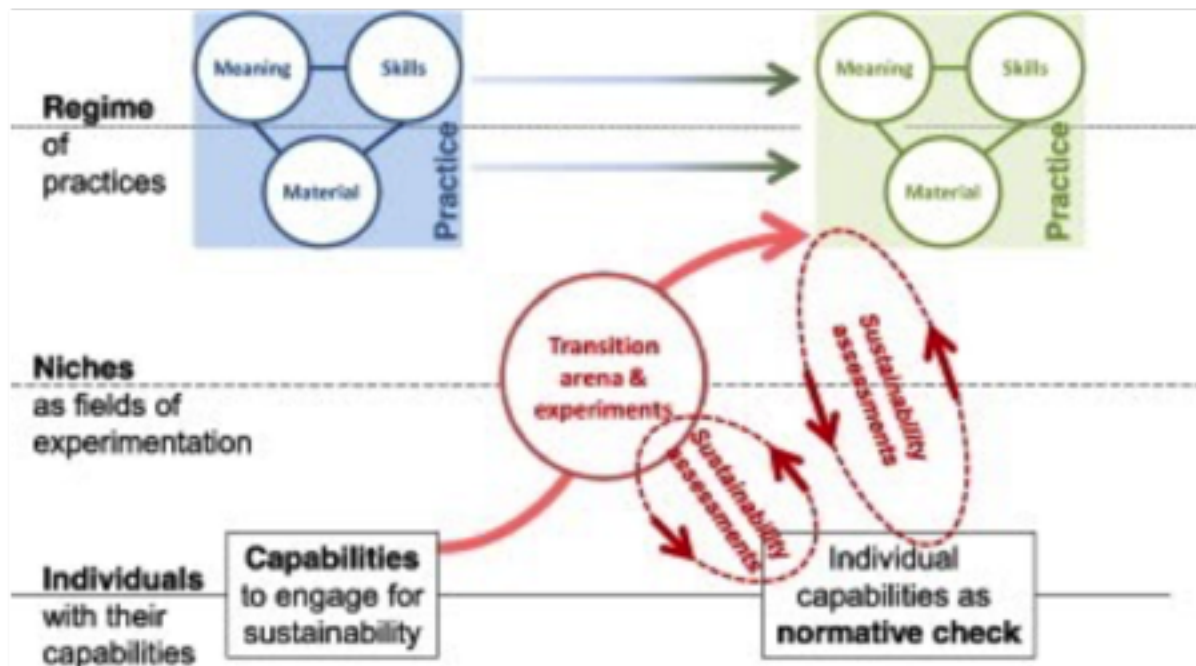 Meaning
Skills
Material
Practice
Meaning
Skills
Material
Practice
Regime
of
practices
Transition
arena &
experiments
Sustainability
assessments
Sustainability
assessments
Niches
as fields of
experimentation
Individuals
with their
capabilities
Capabilities
to engage for
sustainability
Individual
capabilities as
normative check